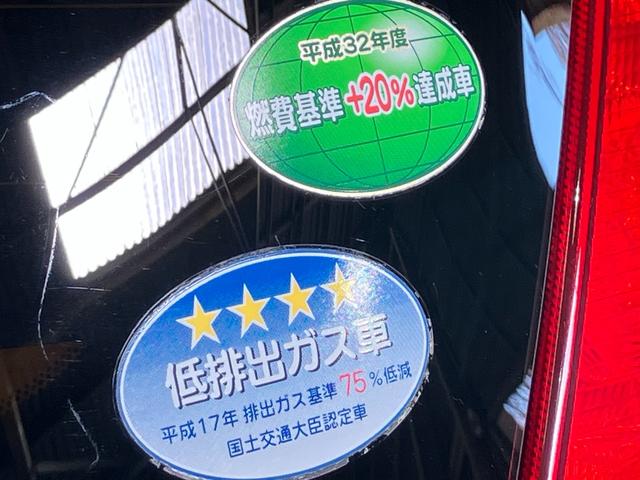 平成32年度
燃費基準+20%達成車
低排出ガス車
平成17年 排出ガス基準75%低減
国土交通大臣認定車